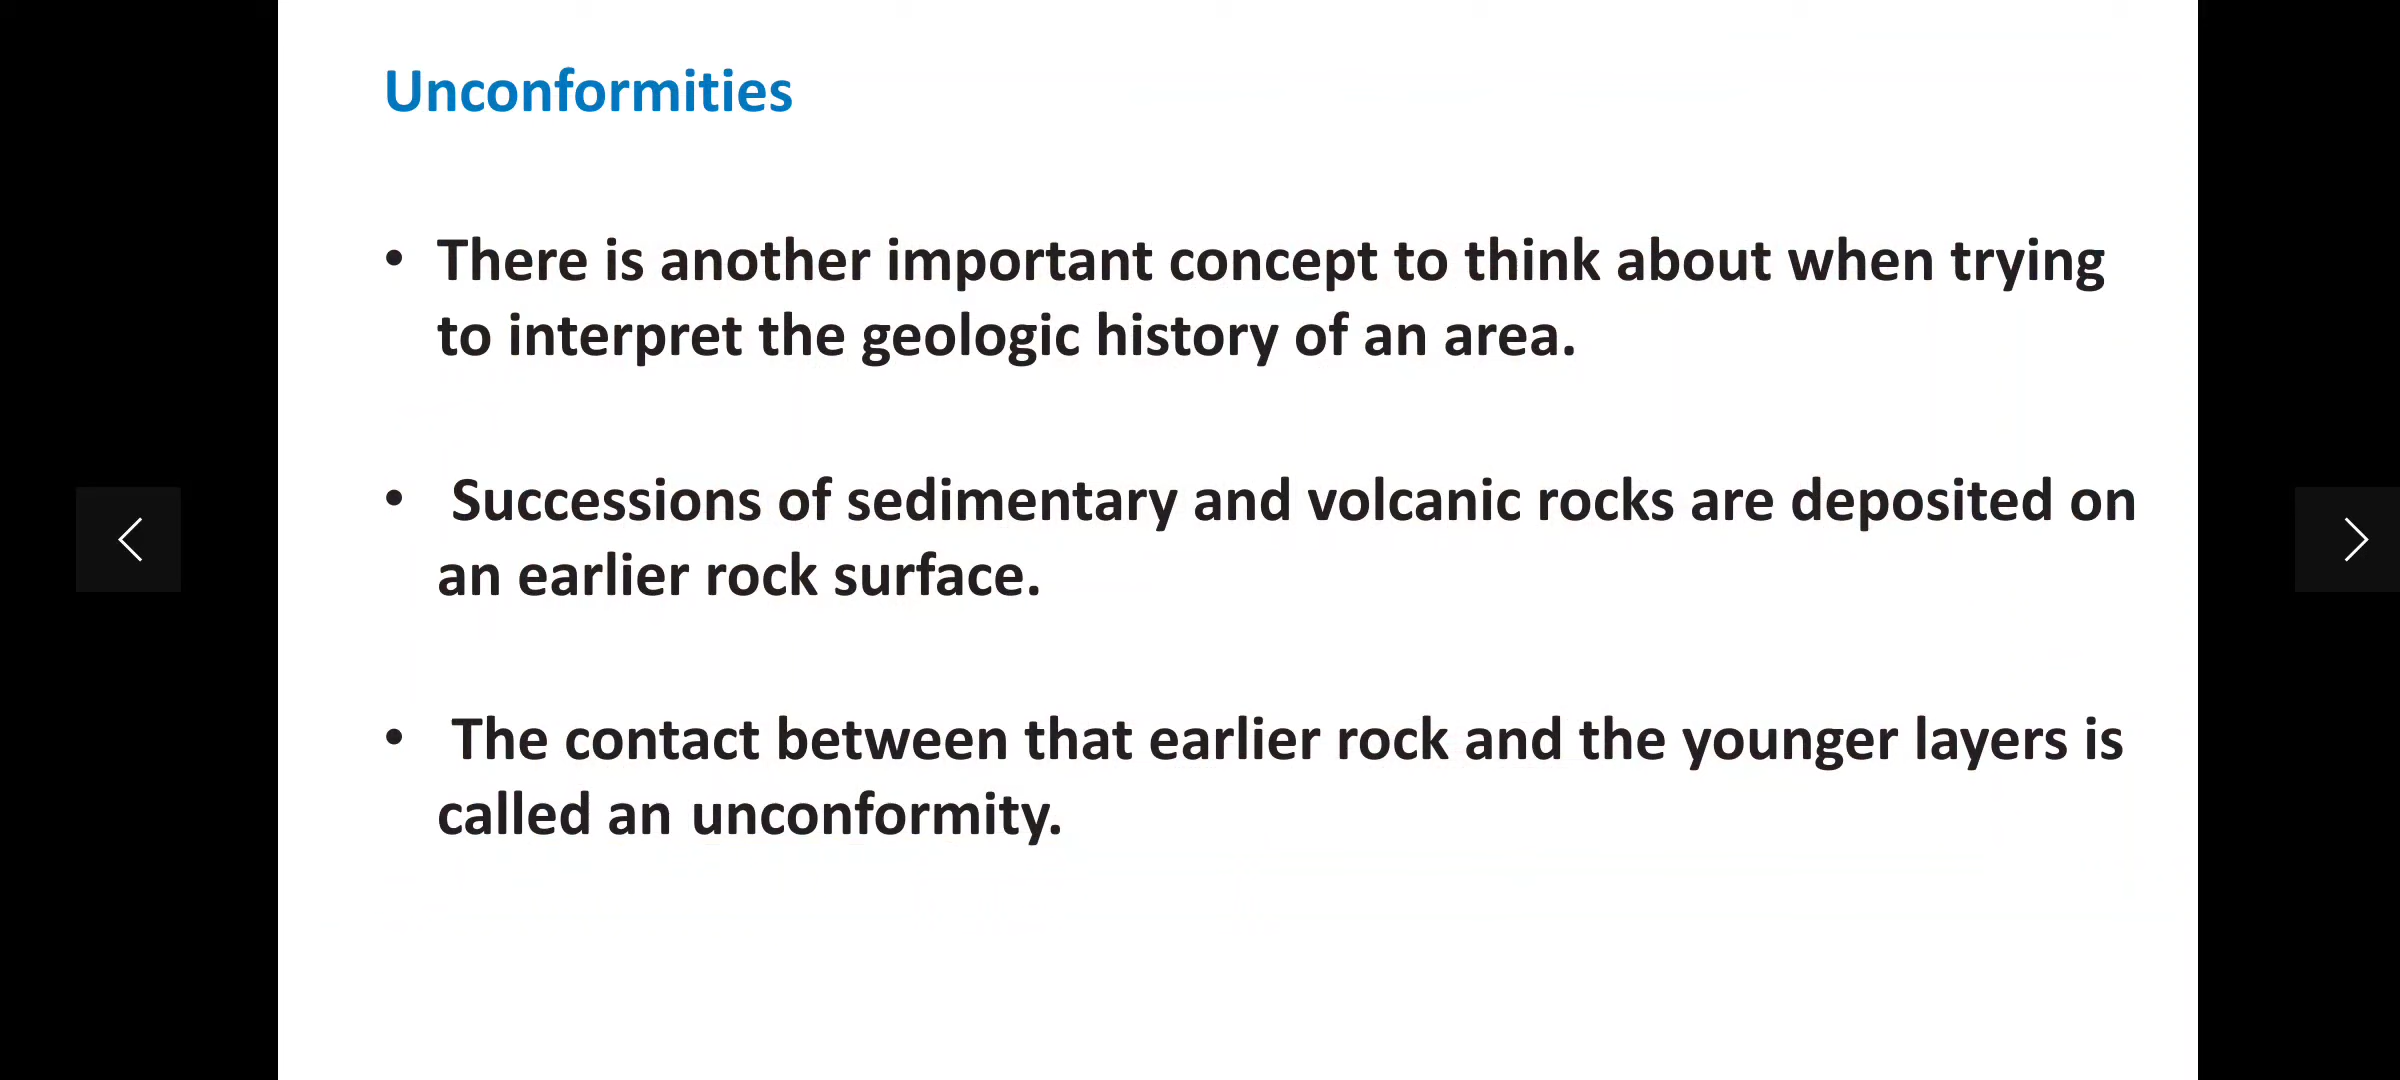 Unconformities
• There is another important concept to think about when trying
to interpret the geologic history of an area.
• Successions of sedimentary and volcanic rocks are deposited on
an earlier rock surface.
• The contact between that earlier rock and the younger layers is
called an unconformity.